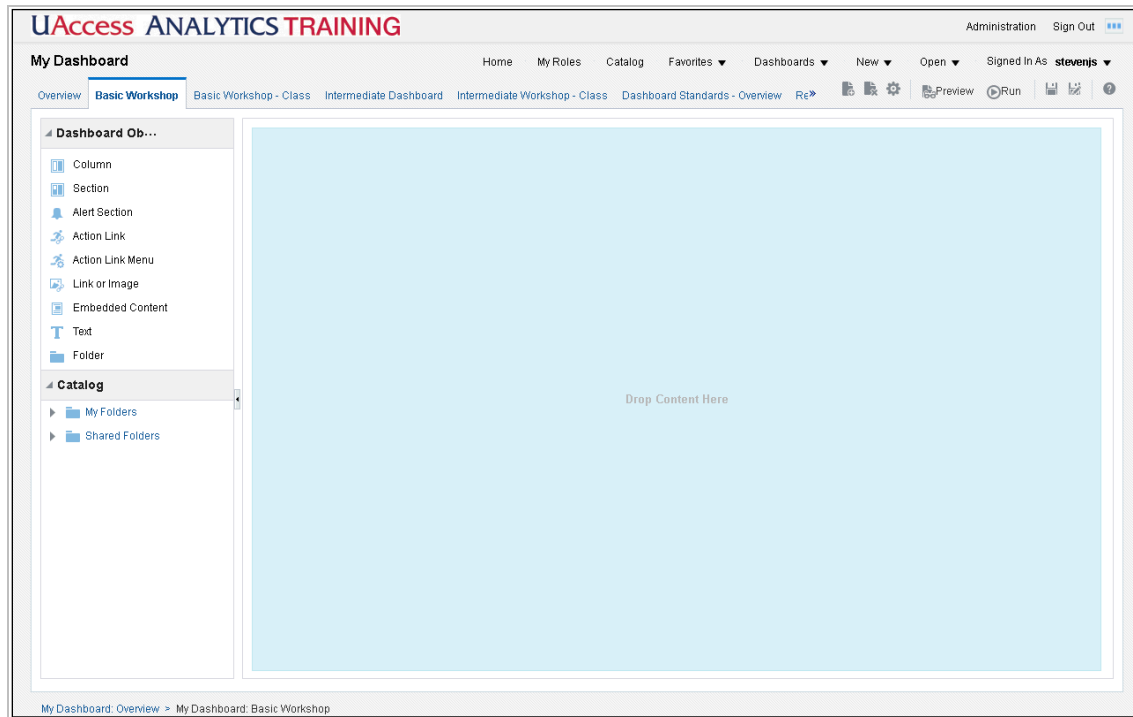 UAccess ANALYTICS TRAINING
Administration Sign Out
My Dashboard
Home My Roles Catalog Favorites Dashboards New Open Signed In As stevenjs
Overview Basic Workshop Basic Workshop - Class Intermediate Dashboard Intermediate Workshop - Class Dashboard Standards - Overview Re»
Preview Run
Dashboard Ob...
Column
Section
Alert Section
Action Link
Action Link Menu
Link or Image
Embedded Content
Text
Folder
Catalog
My Folders
Shared Folders
Drop Content Here
My Dashboard: Overview > My Dashboard: Basic Workshop